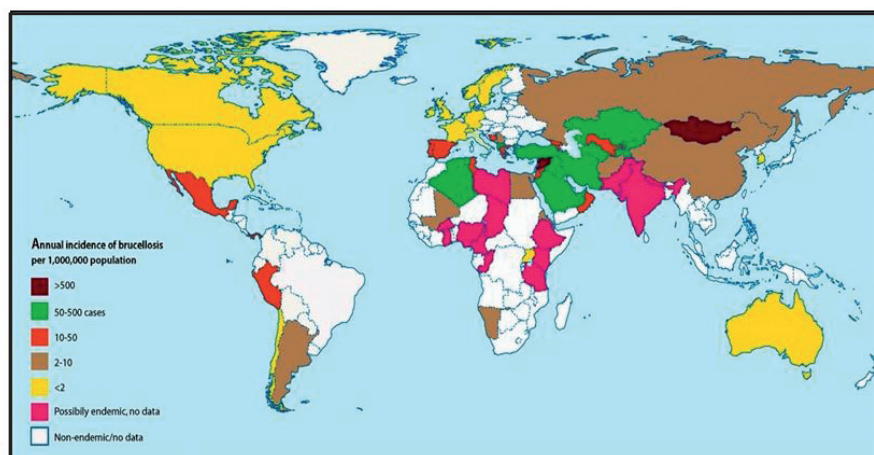 Annual incidence of brucellosis
per 1,000,000 population
>500
50-500 cases
10-50
2-10
<2
Possibily endemic, no data
Non-endemic/no data